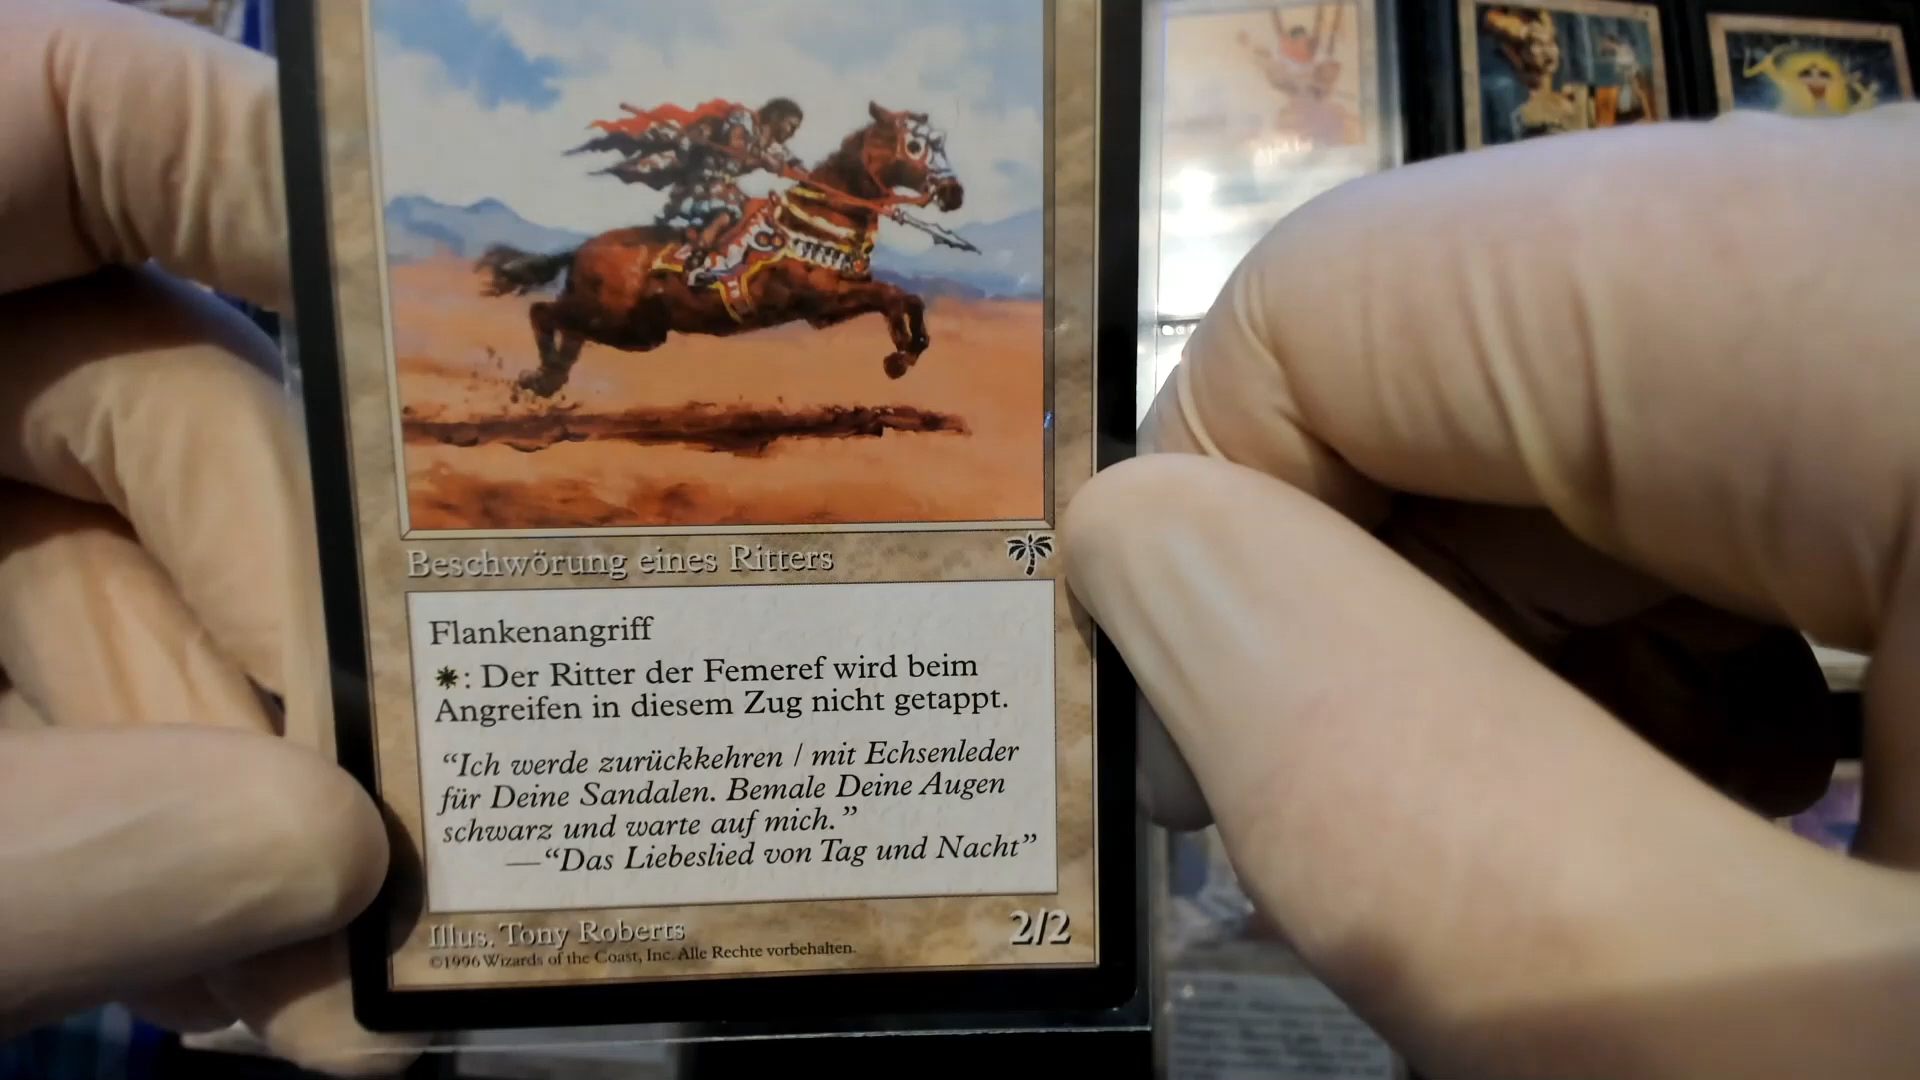 Beschwörung eines Ritters
Flankenangriff
: Der Ritter der Femeref wird beim
Angreifen in diesem Zug nicht getappt.
“Ich werde zurückkehren / mit Echsenleder
für Deine Sandalen. Bemale Deine Augen
schwarz und warte auf mich.”
—“Das Liebeslied von Tag und Nacht”
Illus. Tony Roberts
2/2
©1996 Wizards of the Coast, Inc. Alle Rechte vorbehalten.